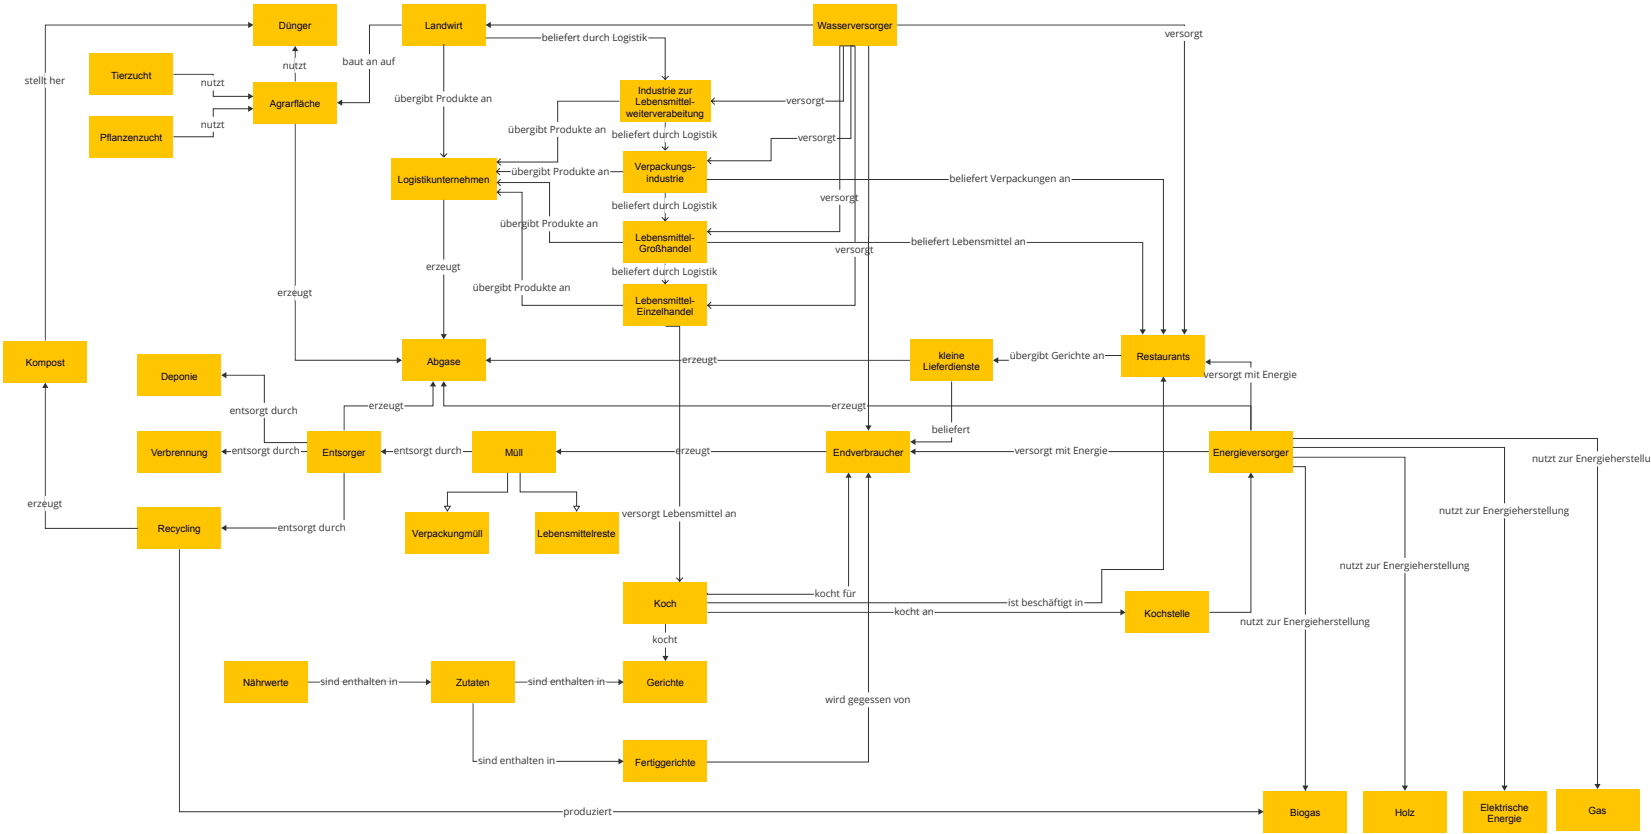 Dünger
Landwirt
Wasserversorger
beliefert durch Logistik
versorgt
baut an auf
nutzt
Tierzucht
stellt her
nutzt
Agrarfläche
übergibt Produkte an
Industrie zur
Lebensmittel-
weiterverabeitung
versorgt
nutzt
Pflanzenzucht
übergibt Produkte an
beliefert durch Logistik
versorgt
Logistikunternehmen
übergibt Produkte an
Verpackungs-
industrie
beliefert Verpackungen an
versorgt
beliefert durch Logistik
übergibt Produkte an
Lebensmittel-
Großhandel
beliefert Lebensmittel an
versorgt
erzeugt
beliefert durch Logistik
erzeugt
übergibt Produkte an
Lebensmittel-
Einzelhandel
Kompost
Deponie
Abgase
erzeugt
kleine
Lieferdienste
übergibt Gerichte an
Restaurants
versorgt mit Energie
entsorgt durch
erzeugt
erzeugt
beliefert
Verbrennung
entsorgt durch
Entsorger
entsorgt durch
Müll
erzeugt
Endverbraucher
versorgt mit Energie
Energieversorger
nutzt zur Energieherstellu
erzeugt
Recycling
entsorgt durch
Verpackungmüll
Lebensmittelreste
versorgt Lebensmittel an
nutzt zur Energieherstellung
nutzt zur Energieherstellung
Koch
kocht für
ist beschäftigt in
kocht an
Kochstelle
nutzt zur Energieherstellung
kocht
Nährwerte
sind enthalten in
Zutaten
sind enthalten in
Gerichte
wird gegessen von
sind enthalten in
Fertiggerichte
produziert
Biogas
Holz
Elektrische
Energie
Gas